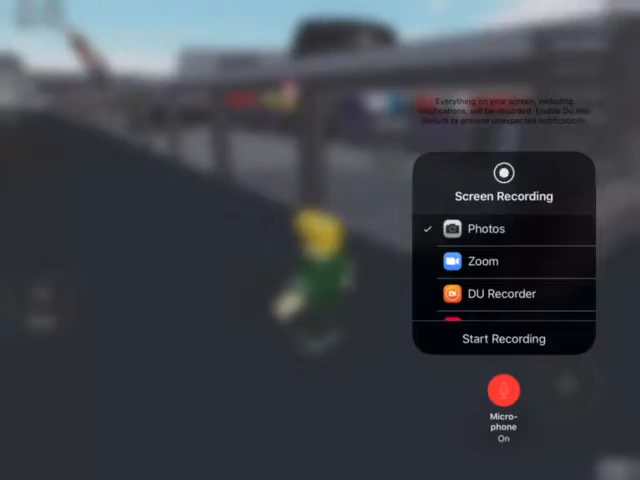 Everything on your screen, including
notifications, will be recorded. Enable Do Not
Disturb to prevent unexpected notifications.
Screen Recording
Photos
Zoom
DU Recorder
Start Recording
Micro-
phone
On